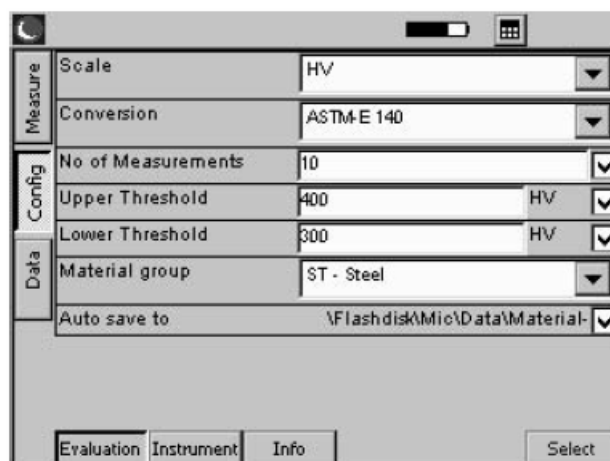 Measure
Config
Data
Scale HV
Conversion ASTM-E 140
No of Measurements 10
Upper Threshold 400 HV
Lower Threshold 300 HV
Material group ST - Steel
Auto save to \Flashdisk\Mic\Data\Material-
Evaluation Instrument Info Select